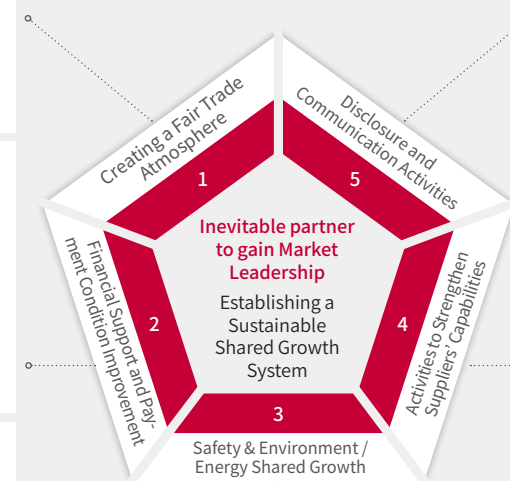 Creating a Fair Trade
Atmosphere
1
Disclosure and
Communication Activities
5
Inevitable partner
to gain Market
Leadership
Establishing a
Sustainable
Shared Growth
System
Financial Support and Pay-
ment Condition Improvement
2
4
Activities to Strengthen
Suppliers’ Capabilities
3
Safety & Environment /
Energy Shared Growth